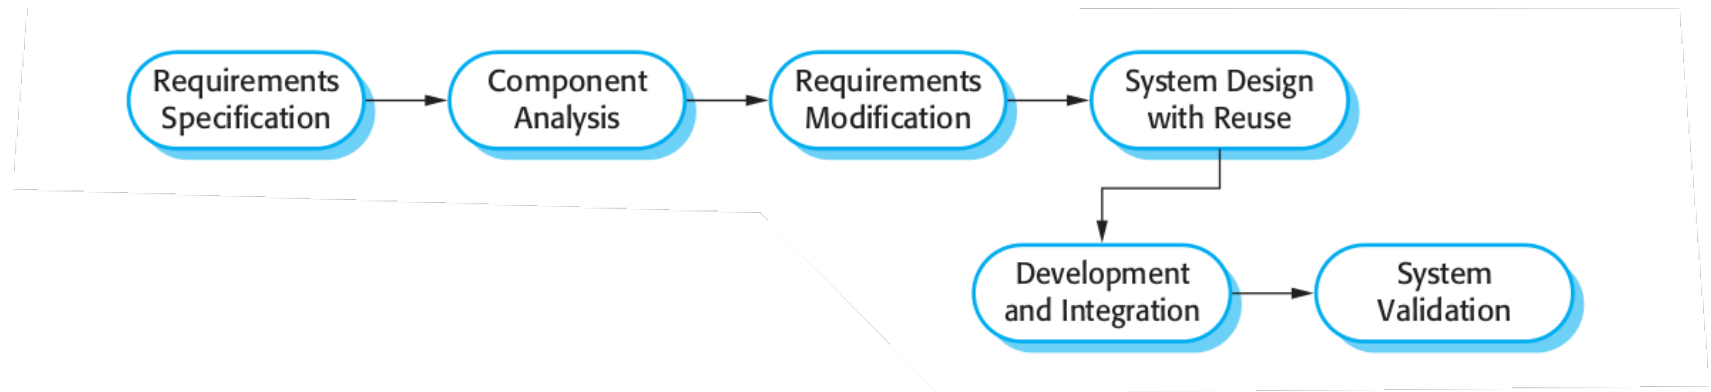 Requirements
Specification
Component
Analysis
Requirements
Modification
System Design
with Reuse
Development
and Integration
System
Validation